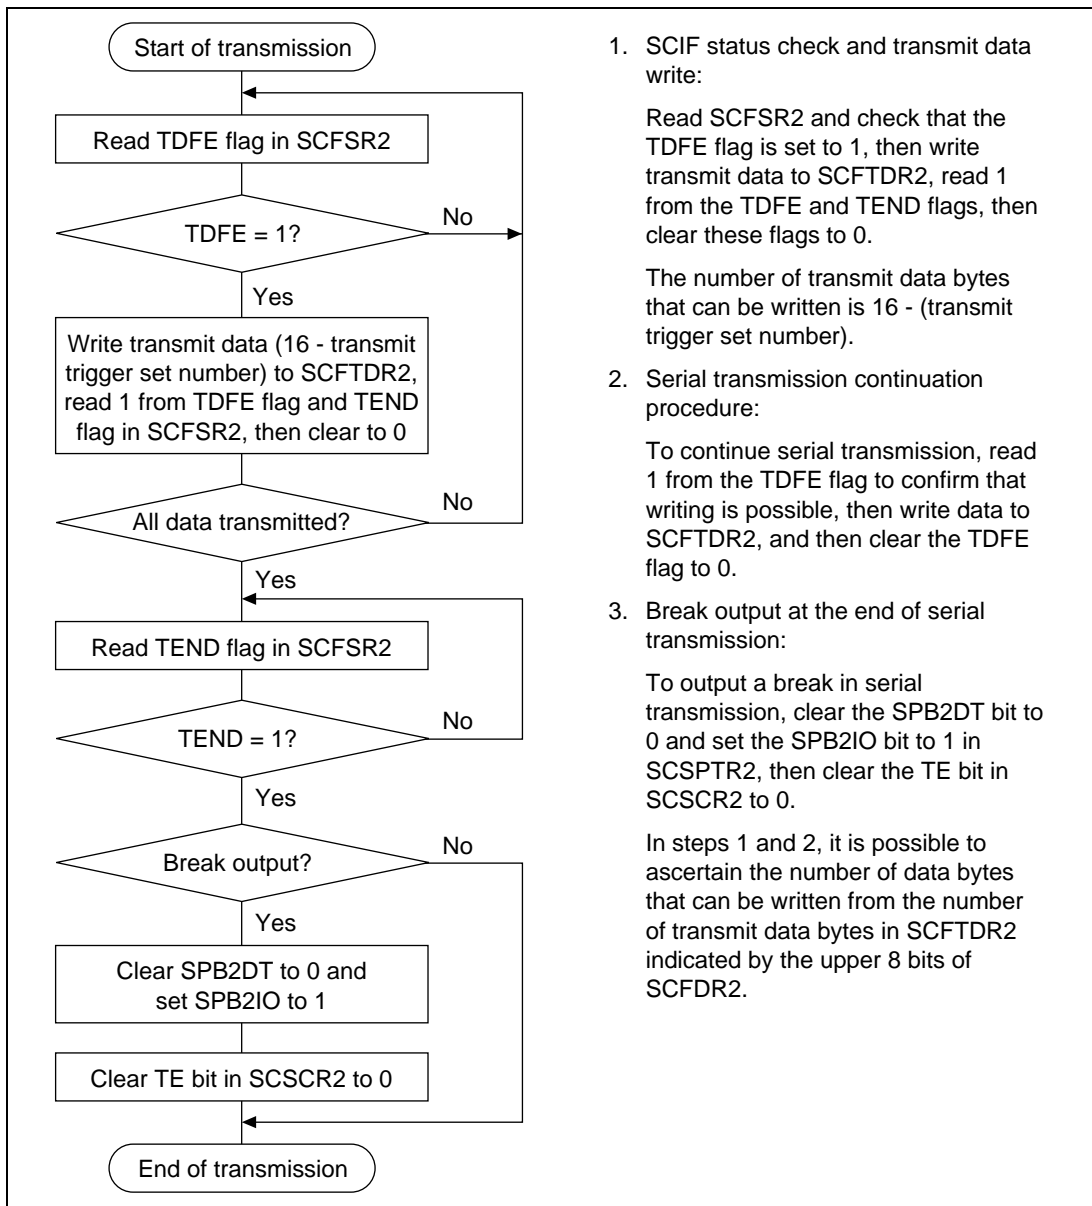 Start of transmission
Read TDFE flag in SCFSR2
TDFE = 1?
No
Yes
Write transmit data (16 - transmit
trigger set number) to SCFTDR2,
read 1 from TDFE flag and TEND
flag in SCFSR2, then clear to 0
All data transmitted?
No
Yes
Read TEND flag in SCFSR2
TEND = 1?
No
Yes
Break output?
No
Yes
Clear SPB2DT to 0 and
set SPB2IO to 1
Clear TE bit in SCSCR2 to 0
End of transmission
1. SCIF status check and transmit data
write:
Read SCFSR2 and check that the
TDFE flag is set to 1, then write
transmit data to SCFTDR2, read 1
from the TDFE and TEND flags, then
clear these flags to 0.
The number of transmit data bytes
that can be written is 16 - (transmit
trigger set number).
2. Serial transmission continuation
procedure:
To continue serial transmission, read
1 from the TDFE flag to confirm that
writing is possible, then write data to
SCFTDR2, and then clear the TDFE
flag to 0.
3. Break output at the end of serial
transmission:
To output a break in serial
transmission, clear the SPB2DT bit to
0 and set the SPB2IO bit to 1 in
SCSPTR2, then clear the TE bit in
SCSCR2 to 0.
In steps 1 and 2, it is possible to
ascertain the number of data bytes
that can be written from the number
of transmit data bytes in SCFTDR2
indicated by the upper 8 bits of
SCFDR2.